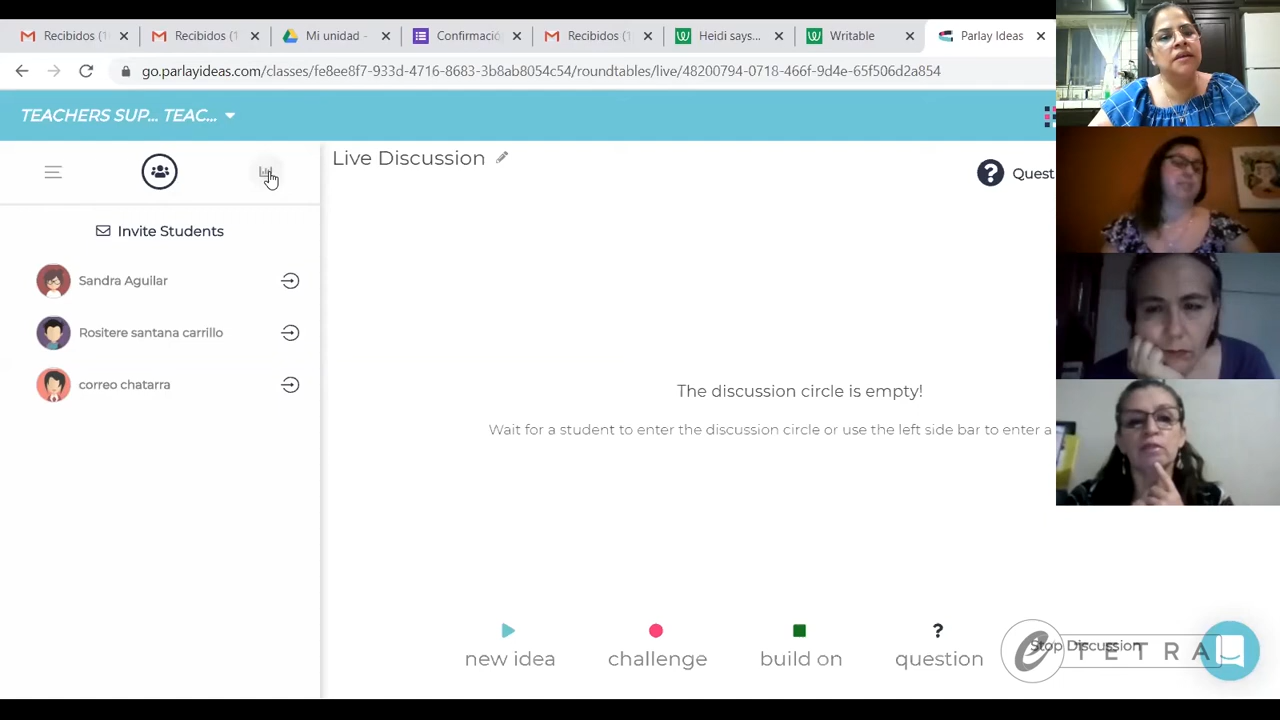 Recibidos (1
Recibidos (1
Mi unidad -
Confirmaci
Recibidos (1
Heidi says...
Writable
Parlay Ideas
go.parlayideas.com/classes/fe8ee8f7-933d-4716-8083-3b8ab8054c54/roundtables/live/48200794-0718-466f-9d4e-65f506d2a854
TEACHERS SUP... TEAC...
Live Discussion
? Quest
Invite Students
Sandra Aguilar
Rositere santana carrillo
correo chatarra
The discussion circle is empty!
Wait for a student to enter the discussion circle or use the left side bar to enter a
?
new idea
challenge
build on
question
Stop Discussion
e TETRA